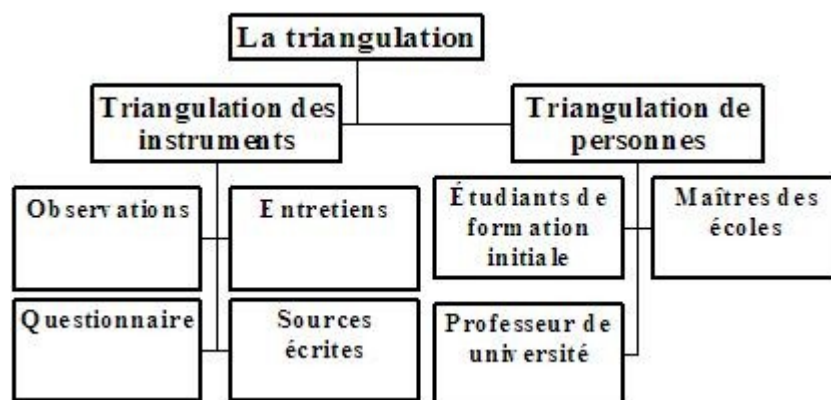 La triangulation
Triangulation des
instruments
Triangulation de
personnes
Observations
Entretiens
Questionnaire
Sources
écrites
Étudiants de
formation
initiale
Maîtres des
écoles
Professeur de
université